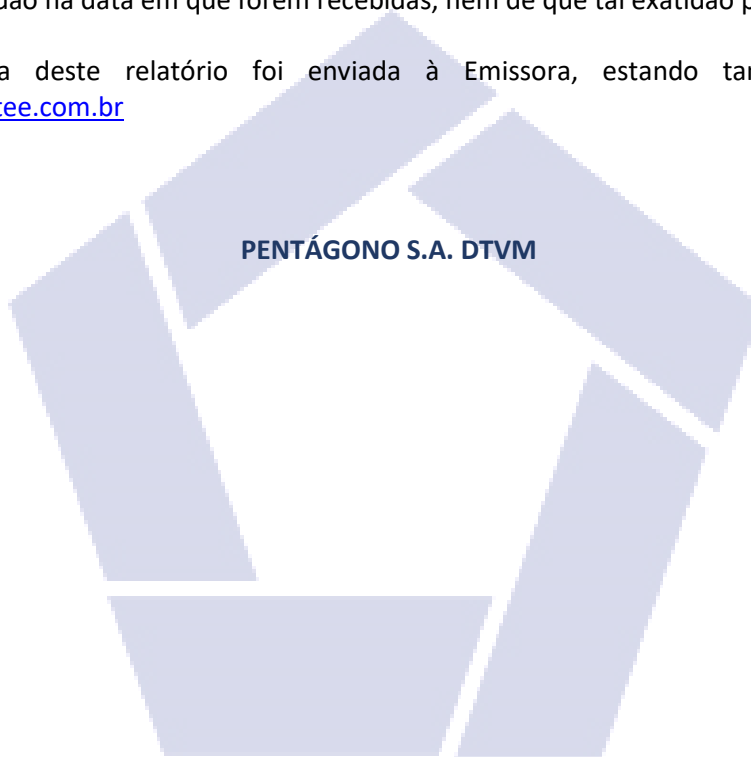 dão na data em que forem recebidas, nem de que tal exatidão p
a deste relatório foi enviada à Emissora, estando tar
tee.com.br
PENTÁGONO S.A. DTVM